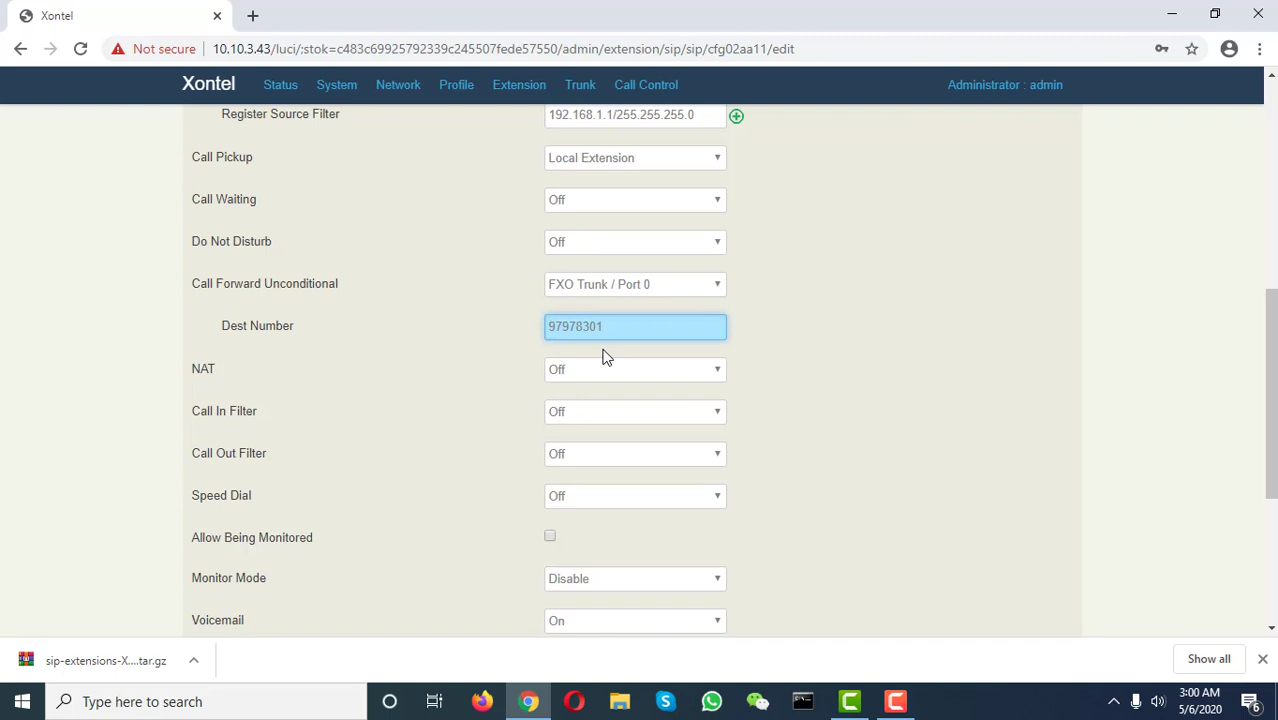 Xontel
Not secure
10.10.3.43/luci/;stok=c483c69925792339c245507fede57550/admin/extension/sip/sip/cfg02aa11/edit
Xontel Status System Network Profile Extension Trunk Call Control Administrator : admin
Register Source Filter 192.168.1.1/255.255.255.0
Call Pickup Local Extension
Call Waiting Off
Do Not Disturb Off
Call Forward Unconditional FXO Trunk / Port 0
Dest Number 97978301
NAT Off
Call In Filter Off
Call Out Filter Off
Speed Dial Off
Allow Being Monitored
Monitor Mode Disable
Voicemail On
sip-extensions-X....tar.gz Show all
Type here to search
3:00 AM
5/6/2020
6